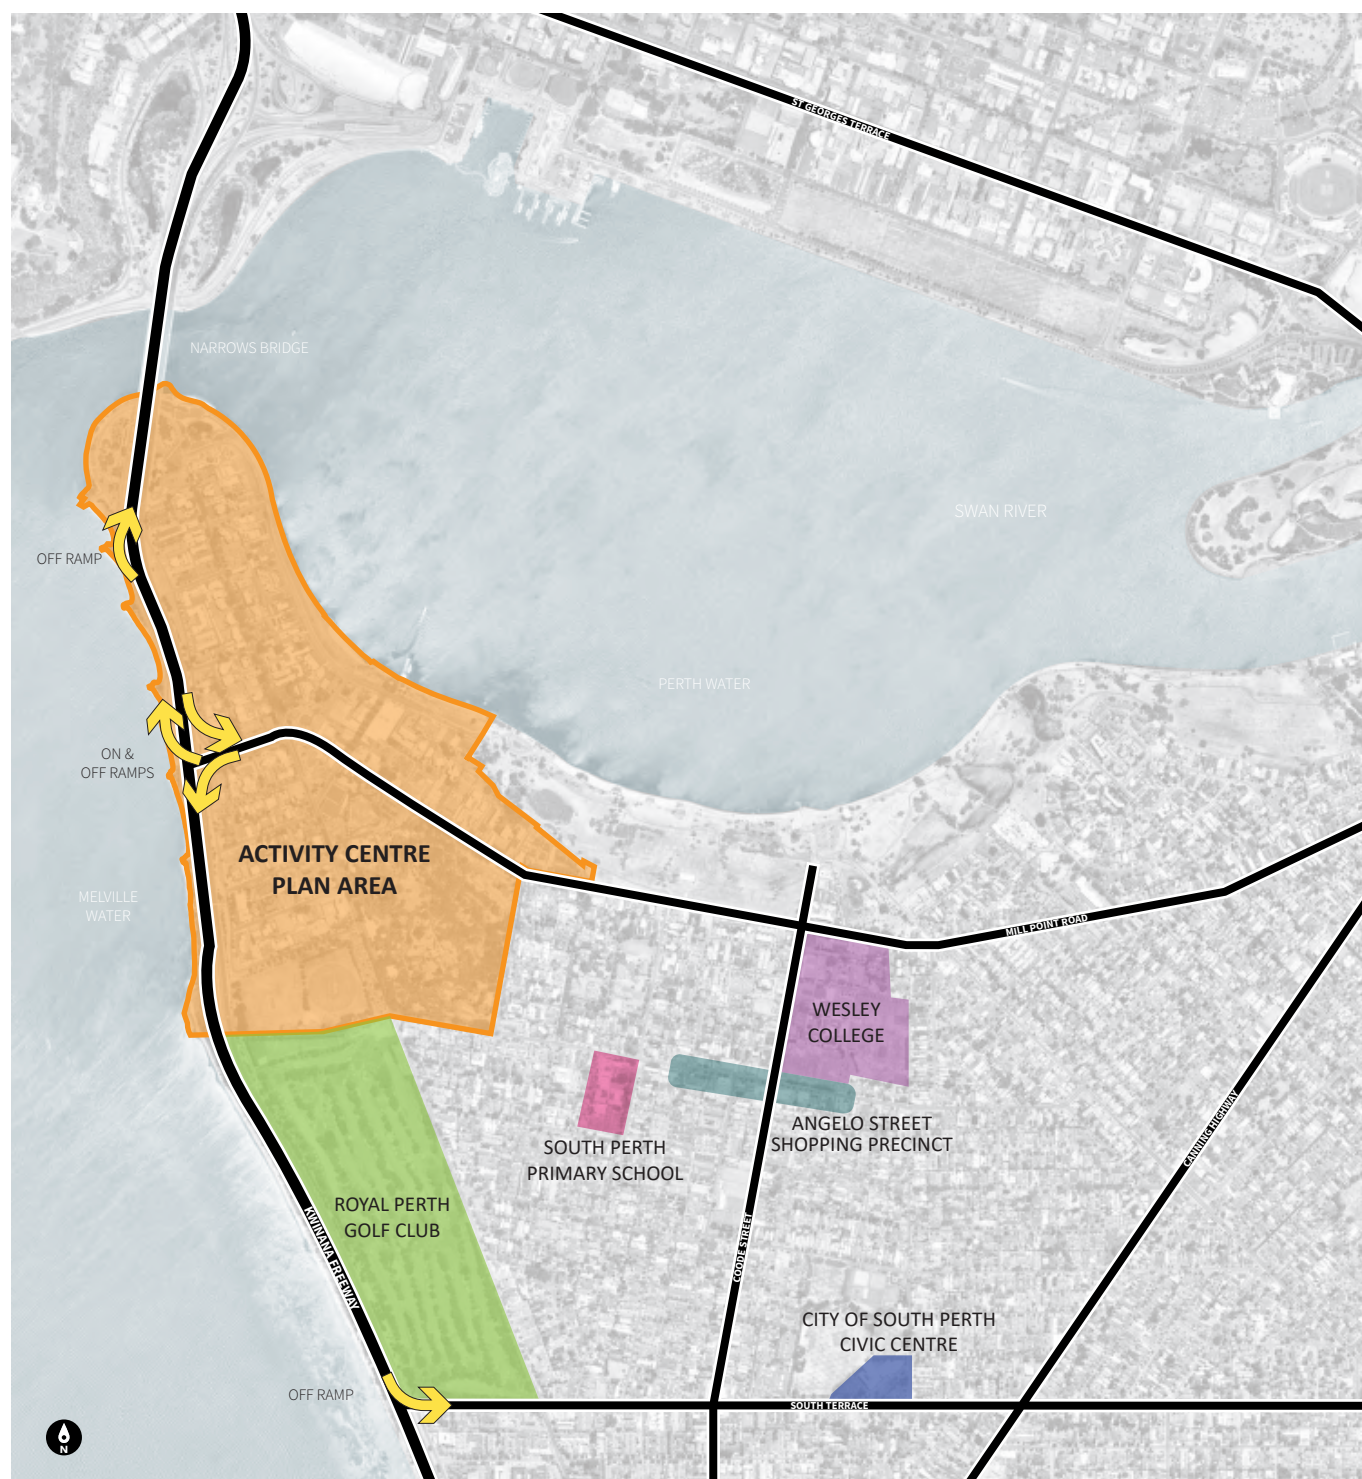 ST GEORGES TERRACE
NARROWS BRIDGE
SWAN RIVER
OFF RAMP
PERTH WATER
ON &
OFF RAMPS
ACTIVITY CENTRE
PLAN AREA
MELVILLE
WATER
MILL POINT ROAD
WESLEY
COLLEGE
ANGELO STREET
SHOPPING PRECINCT
SOUTH PERTH
PRIMARY SCHOOL
CANNING HIGHWAY
ROYAL PERTH
GOLF CLUB
KWINANA FREEWAY
COODE STREET
CITY OF SOUTH PERTH
CIVIC CENTRE
OFF RAMP
SOUTH TERRACE
N